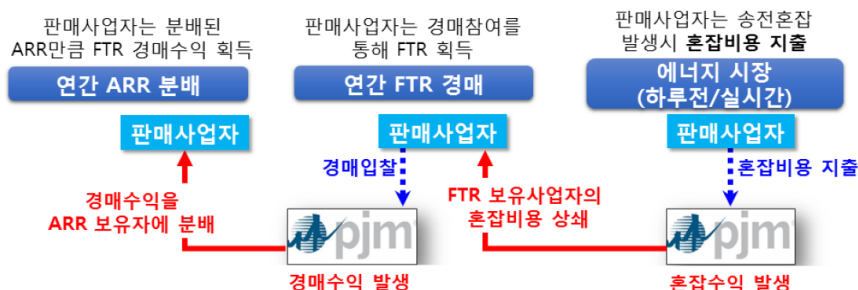 판매사업자는 분배된
ARR만큼 FTR 경매수익 획득
연간 ARR 분배
판매사업자
경매수익을
ARR 보유자에 분배
판매사업자는 경매참여를
통해 FTR 획득
연간 FTR 경매
판매사업자
경매입찰
FTR 보유사업자의
혼잡비용 상쇄
pjm
경매수익 발생
판매사업자는 송전혼잡
발생시 혼잡비용 지출
에너지 시장
(하루전/실시간)
판매사업자
혼잡비용 지출
pjm
혼잡수익 발생